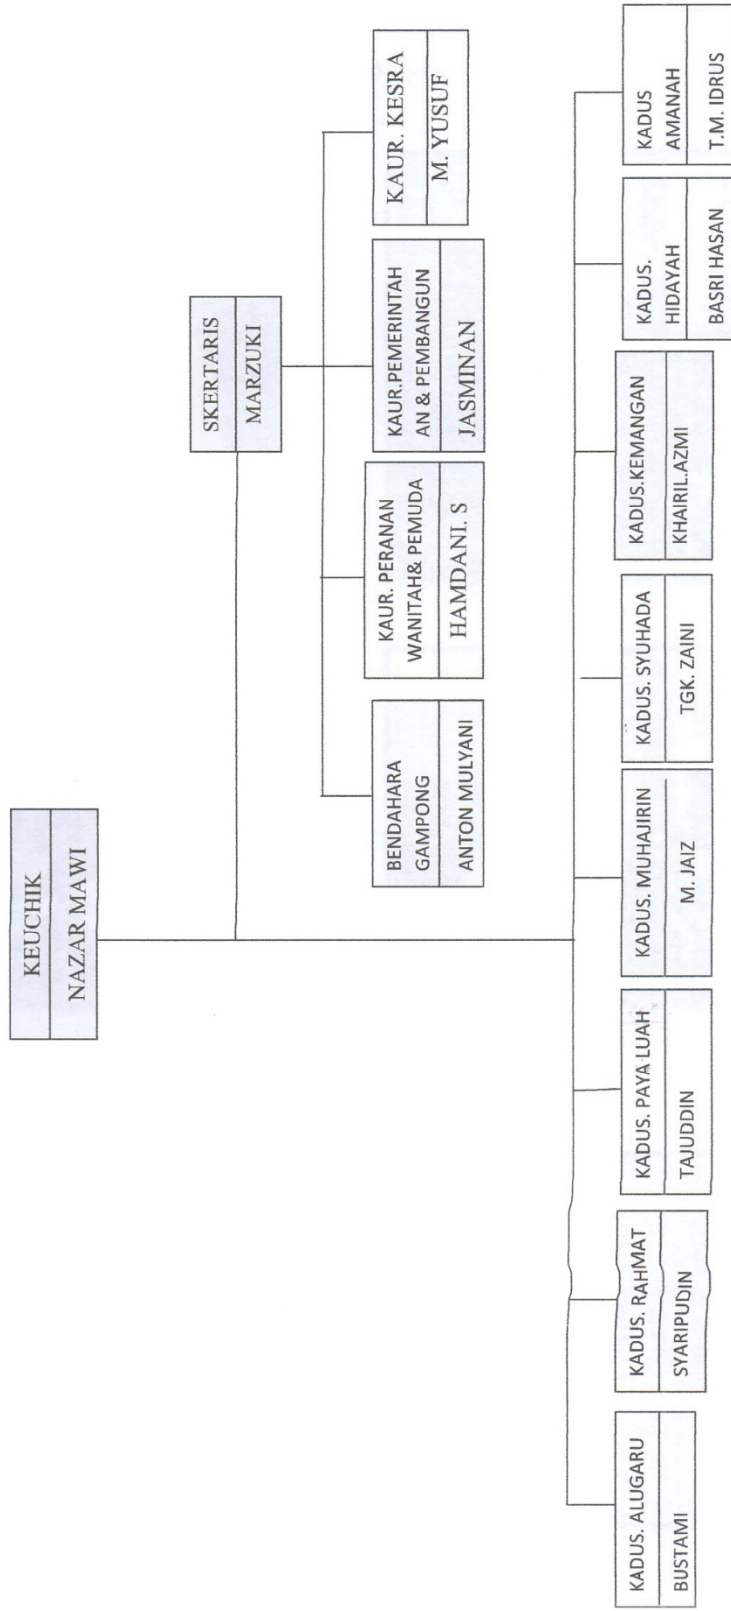 KEUCHIK
NAZAR MAWI
SKERTARIS
MARZUKI
BENDAHARA
GAMPONG
ANTON MULYANI
KAUR. PERANAN
WANITAH& PEMUDA
HAMDANI. S
KAUR.PEMERINTAH
AN & PEMBANGUN
JASMINAN
KAUR. KESRA
M. YUSUF
KADUS. ALUGARU
BUSTAMI
KADUS. RAHMAT
SYARIPUDIN
KADUS. PAYA LUAH
TAJUDDIN
KADUS. MUHAJIRIN
M. JAIZ
KADUS. SYUHADA
TGK. ZAINI
KADUS.KEMANGAN
KHAIRIL.AZMI
KADUS.
HIDAYAH
BASRI HASAN
KADUS
AMANAH
T.M. IDRUS